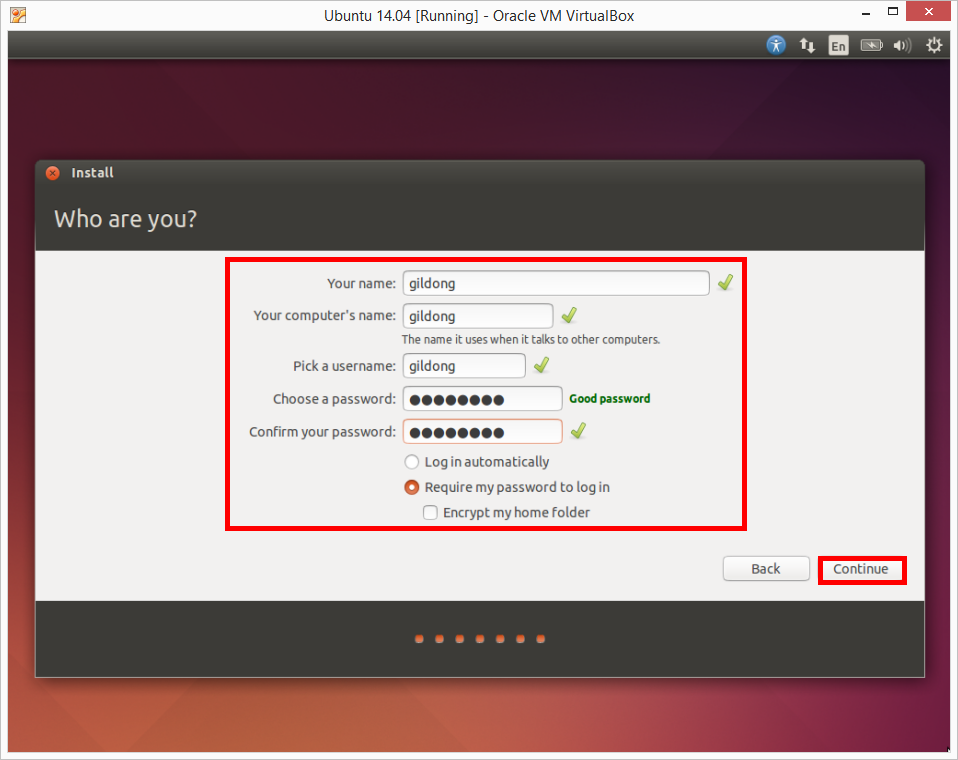 Ubuntu 14.04 [Running] - Oracle VM VirtualBox
En
Install
Who are you?
Your name: gildong
Your computer's name: gildong
The name it uses when it talks to other computers.
Pick a username: gildong
Choose a password: ●●●●●●●● Good password
Confirm your password: ●●●●●●●●
Log in automatically
Require my password to log in
Encrypt my home folder
Back Continue